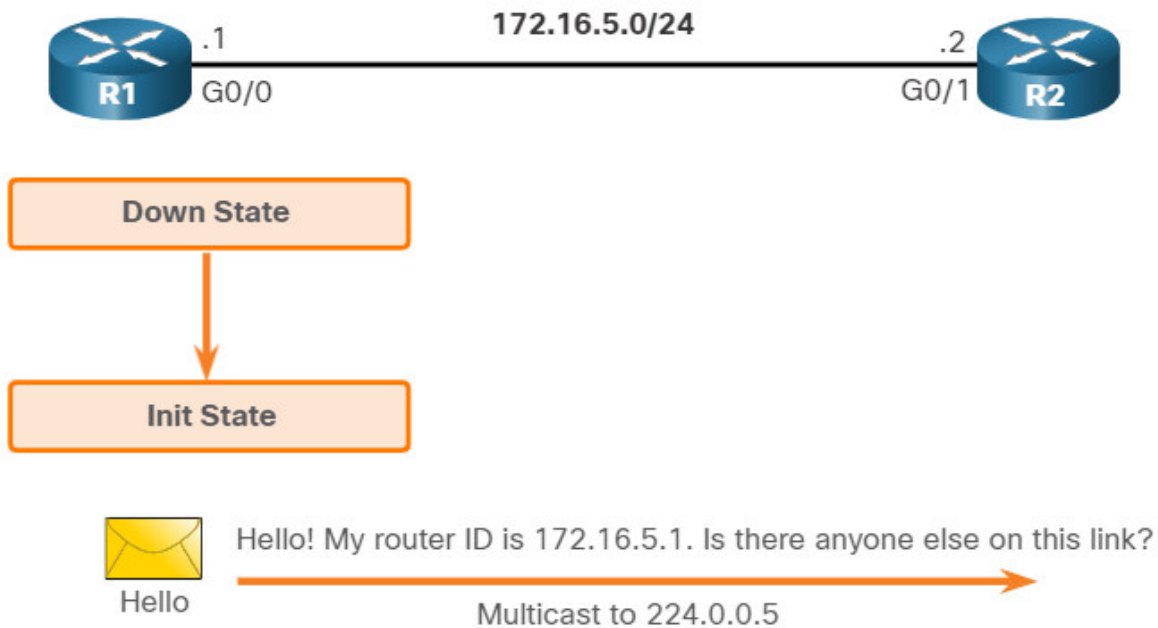 172.16.5.0/24
.1
.2
R1
G0/0
G0/1
R2
Down State
Init State
Hello! My router ID is 172.16.5.1. Is there anyone else on this link?
Hello
Multicast to 224.0.0.5